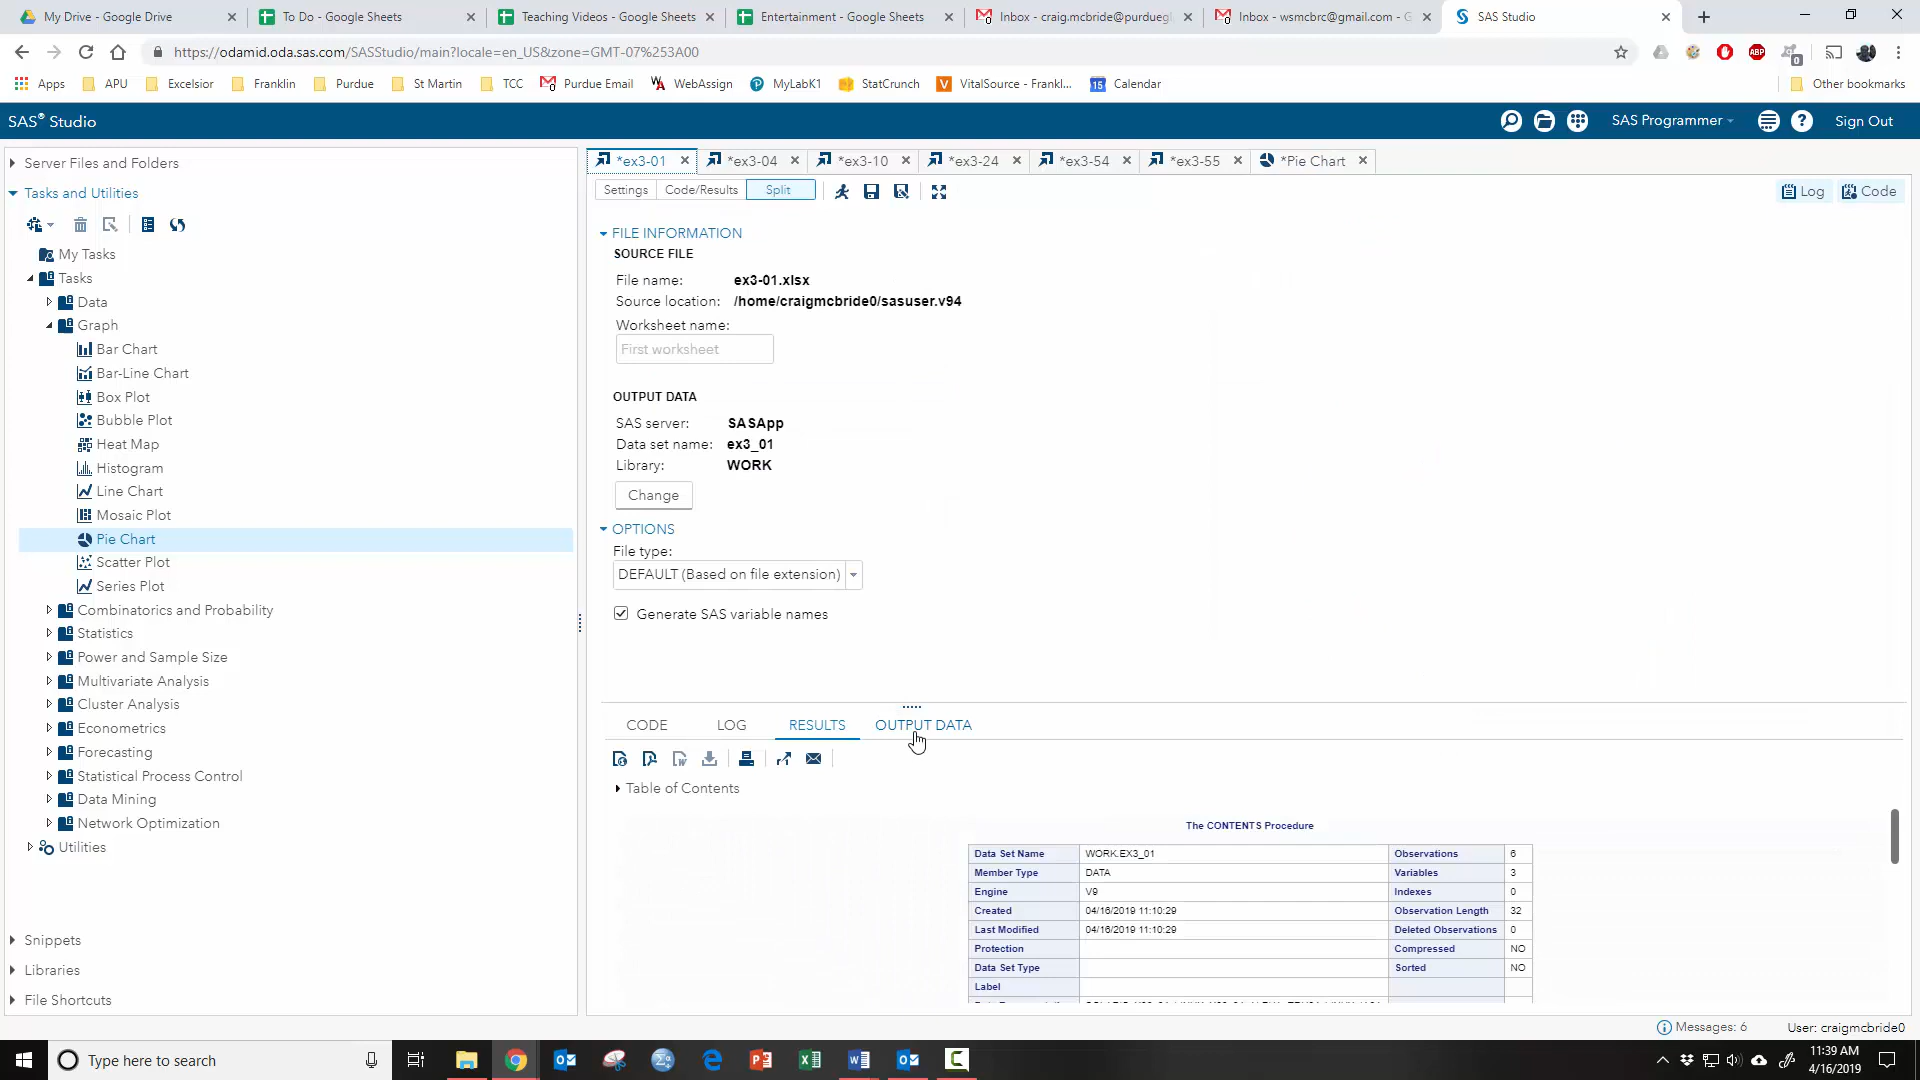 My Drive - Google Drive
To Do - Google Sheets
Teaching Videos - Google Sheets
Entertainment - Google Sheets
Inbox - craig.mcbride@purdueg
Inbox - wsmcbrc@gmail.com - G
SAS Studio
https://odamid.oda.sas.com/SASStudio/main?locale=en_US&zone=GMT-07%253A00
ABP
0
Apps APU Excelsior Franklin Purdue St Martin TCC Purdue Email WebAssign MyLabK1 StatCrunch VitalSource - Frankl... 15 Calendar Other bookmarks
SAS® Studio
SAS Programmer
Sign Out
Server Files and Folders
Tasks and Utilities
My Tasks
Tasks
Data
Graph
Bar Chart
Bar-Line Chart
Box Plot
Bubble Plot
Heat Map
Histogram
Line Chart
Mosaic Plot
Pie Chart
Scatter Plot
Series Plot
Combinatorics and Probability
Statistics
Power and Sample Size
Multivariate Analysis
Cluster Analysis
Econometrics
Forecasting
Statistical Process Control
Data Mining
Network Optimization
Utilities
Snippets
Libraries
File Shortcuts
*ex3-01 *ex3-04 *ex3-10 *ex3-24 *ex3-54 *ex3-55 *Pie Chart
Settings Code/Results Split
Log Code
FILE INFORMATION
SOURCE FILE
File name: ex3-01.xlsx
Source location: /home/craigmcbride0/sasuser.v94
Worksheet name:
First worksheet
OUTPUT DATA
SAS server: SASApp
Data set name: ex3_01
Library: WORK
Change
OPTIONS
File type:
DEFAULT (Based on file extension)
Generate SAS variable names
CODE LOG RESULTS OUTPUT DATA
Table of Contents
The CONTENTS Procedure
Data Set Name WORK.EX3_01 Observations 6
Member Type DATA Variables 3
Engine V9 Indexes 0
Created 04/16/2019 11:10:29 Observation Length 32
Last Modified 04/16/2019 11:10:29 Deleted Observations 0
Protection Compressed NO
Data Set Type Sorted NO
Label
Messages: 6
User: craigmcbride0
Type here to search
11:39 AM
4/16/2019